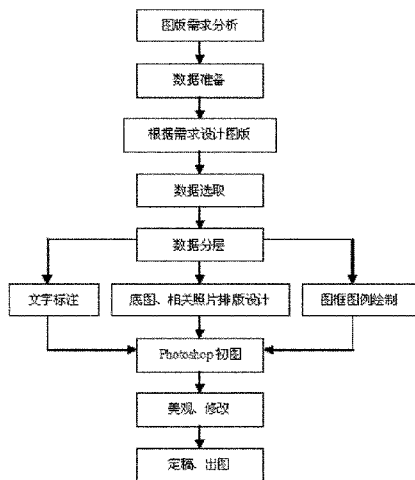 图版需求分析
数据准备
根据需求设计图版
数据选取
数据分层
文字标注
底图、相关照片排版设计
图框图例绘制
Photoshop 初图
美观、修改
定稿、出图